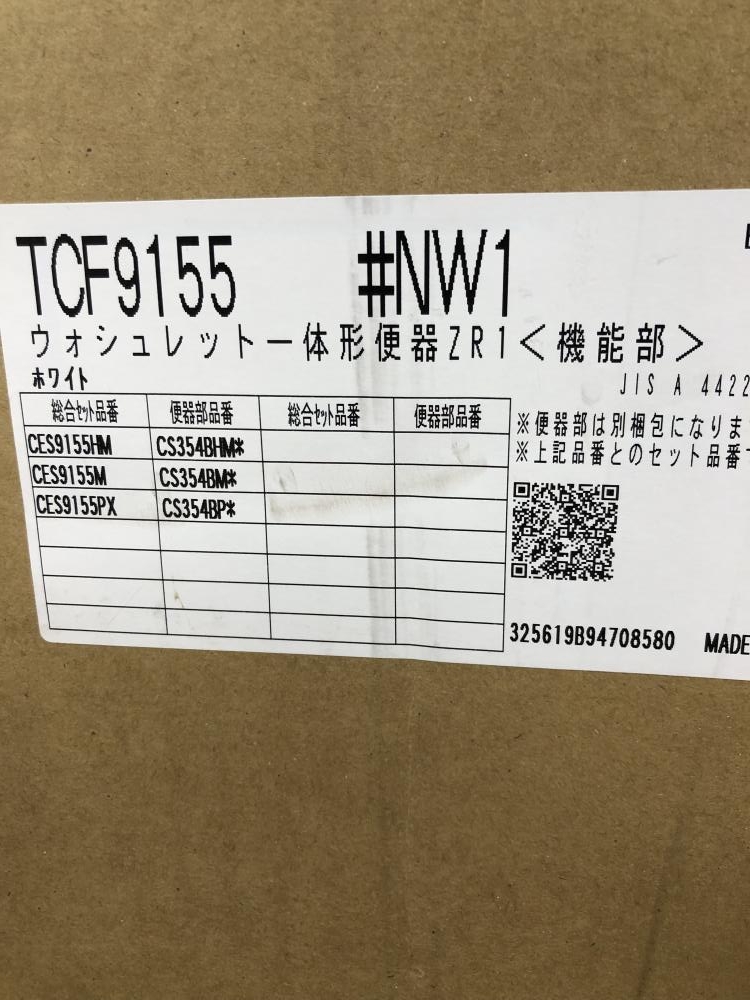 TCF9155 #NW1
ウォシュレット一体形便器ZR1<機能部>
ホワイト
JIS A 4422
総合セット品番 便器部品番 総合セット品番 便器部品番
CES9155HM CS354BHM*
CES9155M CS354BM*
CES9155PX CS354BP*
※便器部は別梱包になりま
※上記品番とのセット品番
325619B94708580 MADE